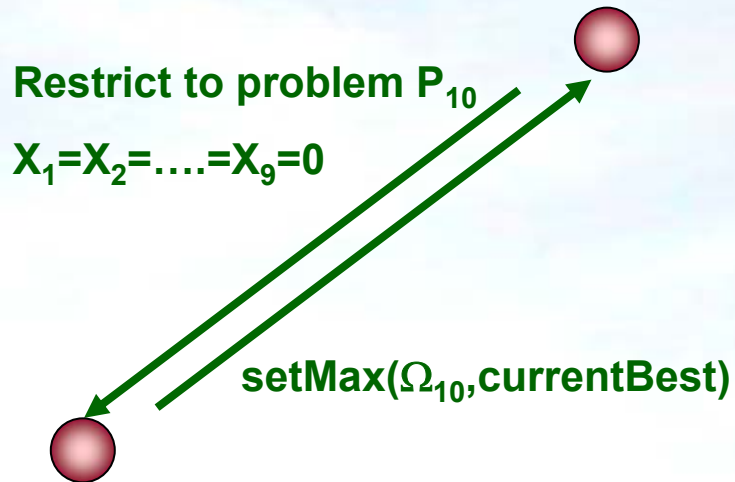 Restrict to problem P₁₀
X₁=X₂=….=X₉=0
setMax(Ω₁₀,currentBest)